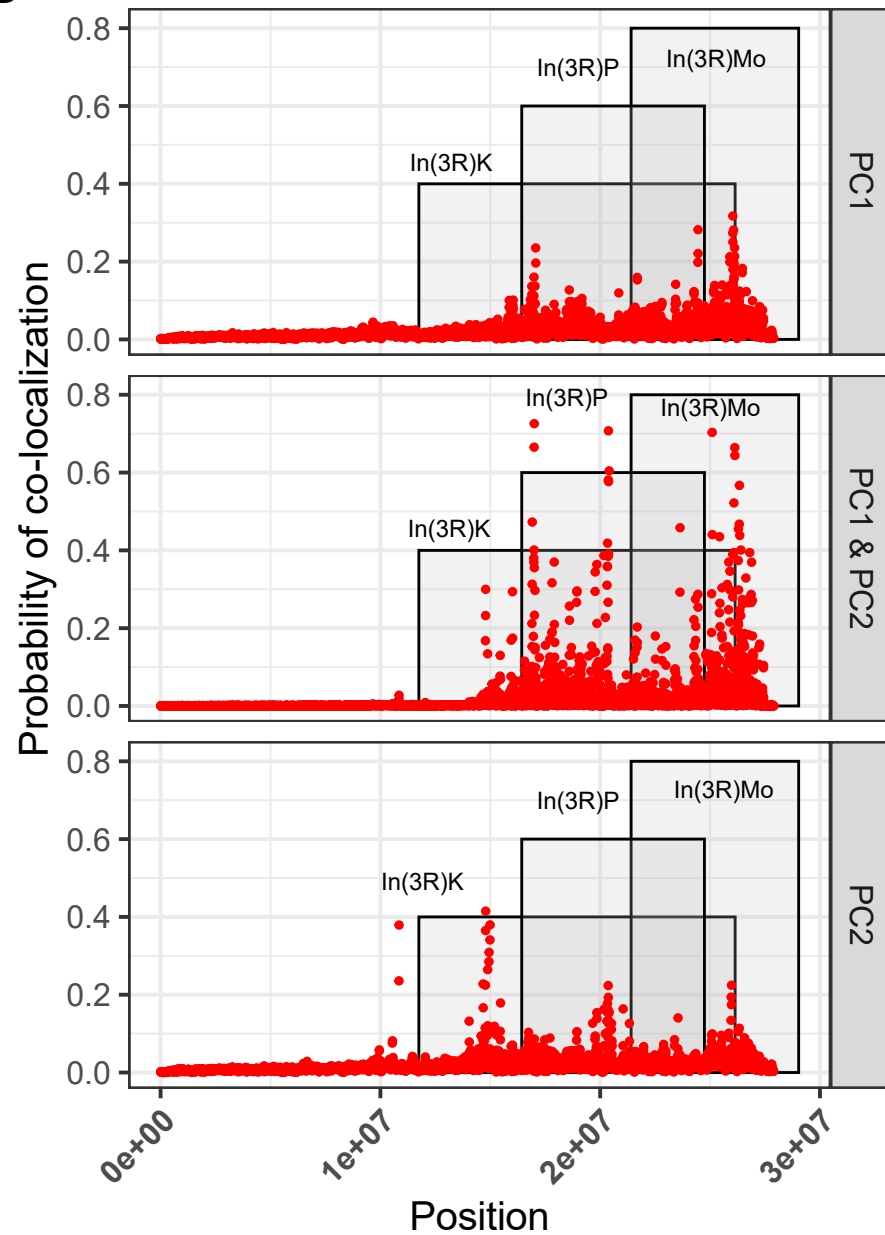 0.8
0.6
0.4
0.2
0.0
In(3R)P
In(3R)Mo
In(3R)K
PC1
0.8
0.6
0.4
0.2
0.0
In(3R)P
In(3R)Mo
In(3R)K
PC1 & PC2
0.8
0.6
0.4
0.2
0.0
In(3R)P
In(3R)Mo
In(3R)K
PC2
Probability of co-localization
0e+00
1e+07
2e+07
3e+07
Position